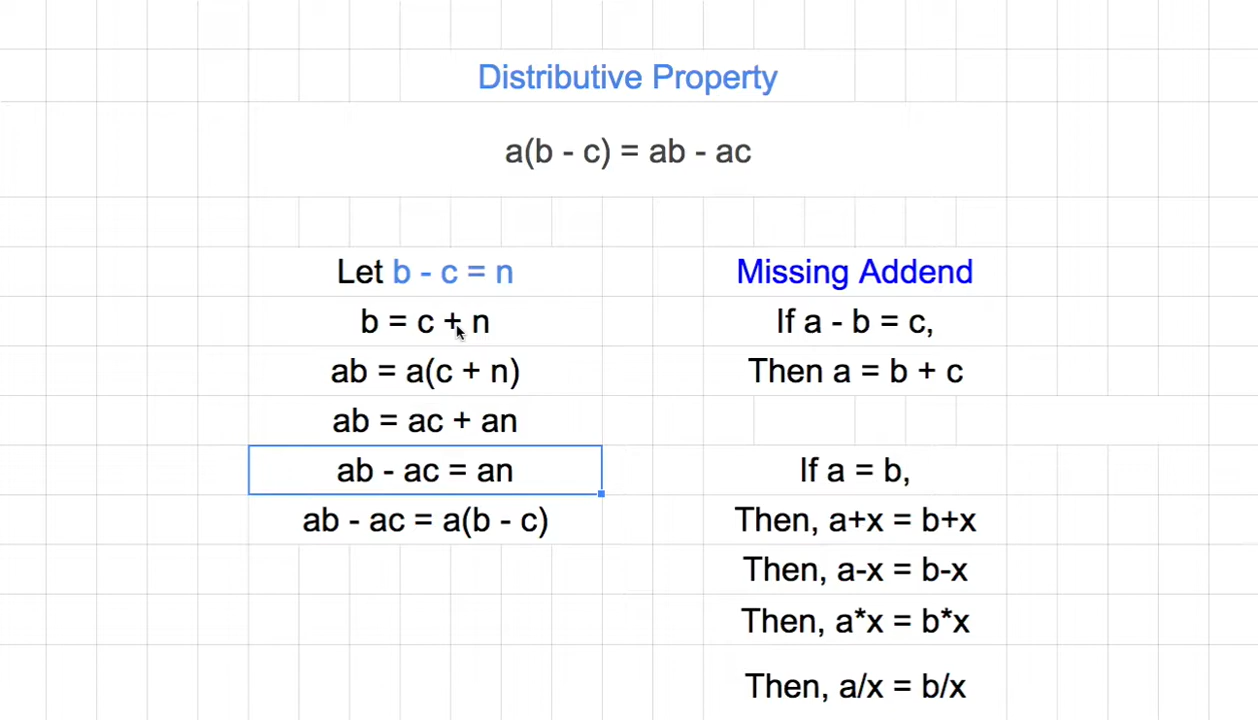 Distributive Property
a(b - c) = ab - ac
Let b - c = n
b = c + n
ab = a(c + n)
ab = ac + an
ab - ac = an
ab - ac = a(b - c)
Missing Addend
If a - b = c,
Then a = b + c
If a = b,
Then, a+x = b+x
Then, a-x = b-x
Then, a*x = b*x
Then, a/x = b/x